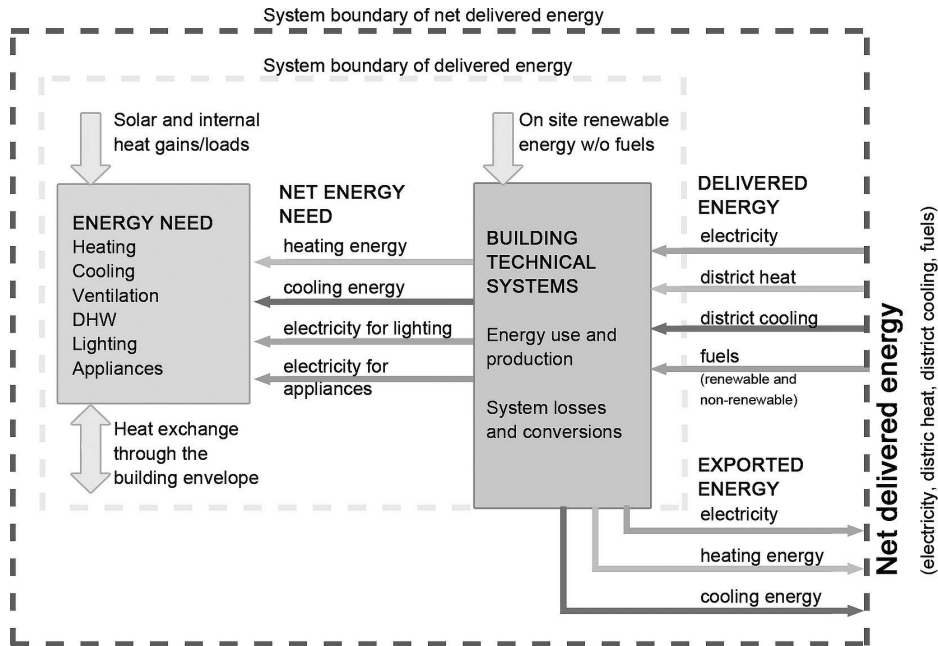 System boundary of net delivered energy
System boundary of delivered energy
Solar and internal
heat gains/loads
On site renewable
energy w/o fuels
ENERGY NEED
Heating
Cooling
Ventilation
DHW
Lighting
Appliances
NET ENERGY
NEED
heating energy
cooling energy
electricity for lighting
electricity for
appliances
BUILDING
TECHNICAL
SYSTEMS
Energy use and
production
System losses
and conversions
DELIVERED
ENERGY
electricity
district heat
district cooling
fuels
(renewable and
non-renewable)
Heat exchange
through the
building envelope
EXPORTED
ENERGY
electricity
heating energy
cooling energy
Net delivered energy
(electricity, distric heat, district cooling, fuels)